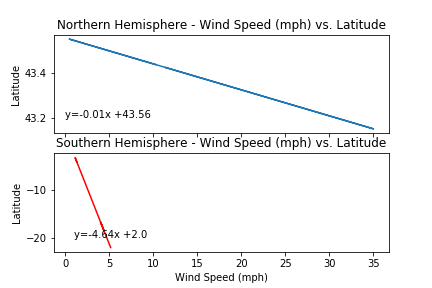 Northern Hemisphere - Wind Speed (mph) vs. Latitude
43.4
Latitude
43.2
y=-0.01x +43.56
Southern Hemisphere - Wind Speed (mph) vs. Latitude
-10
Latitude
-20
y=-4.64x +2.0
0 5 10 15 20 25 30 35
Wind Speed (mph)